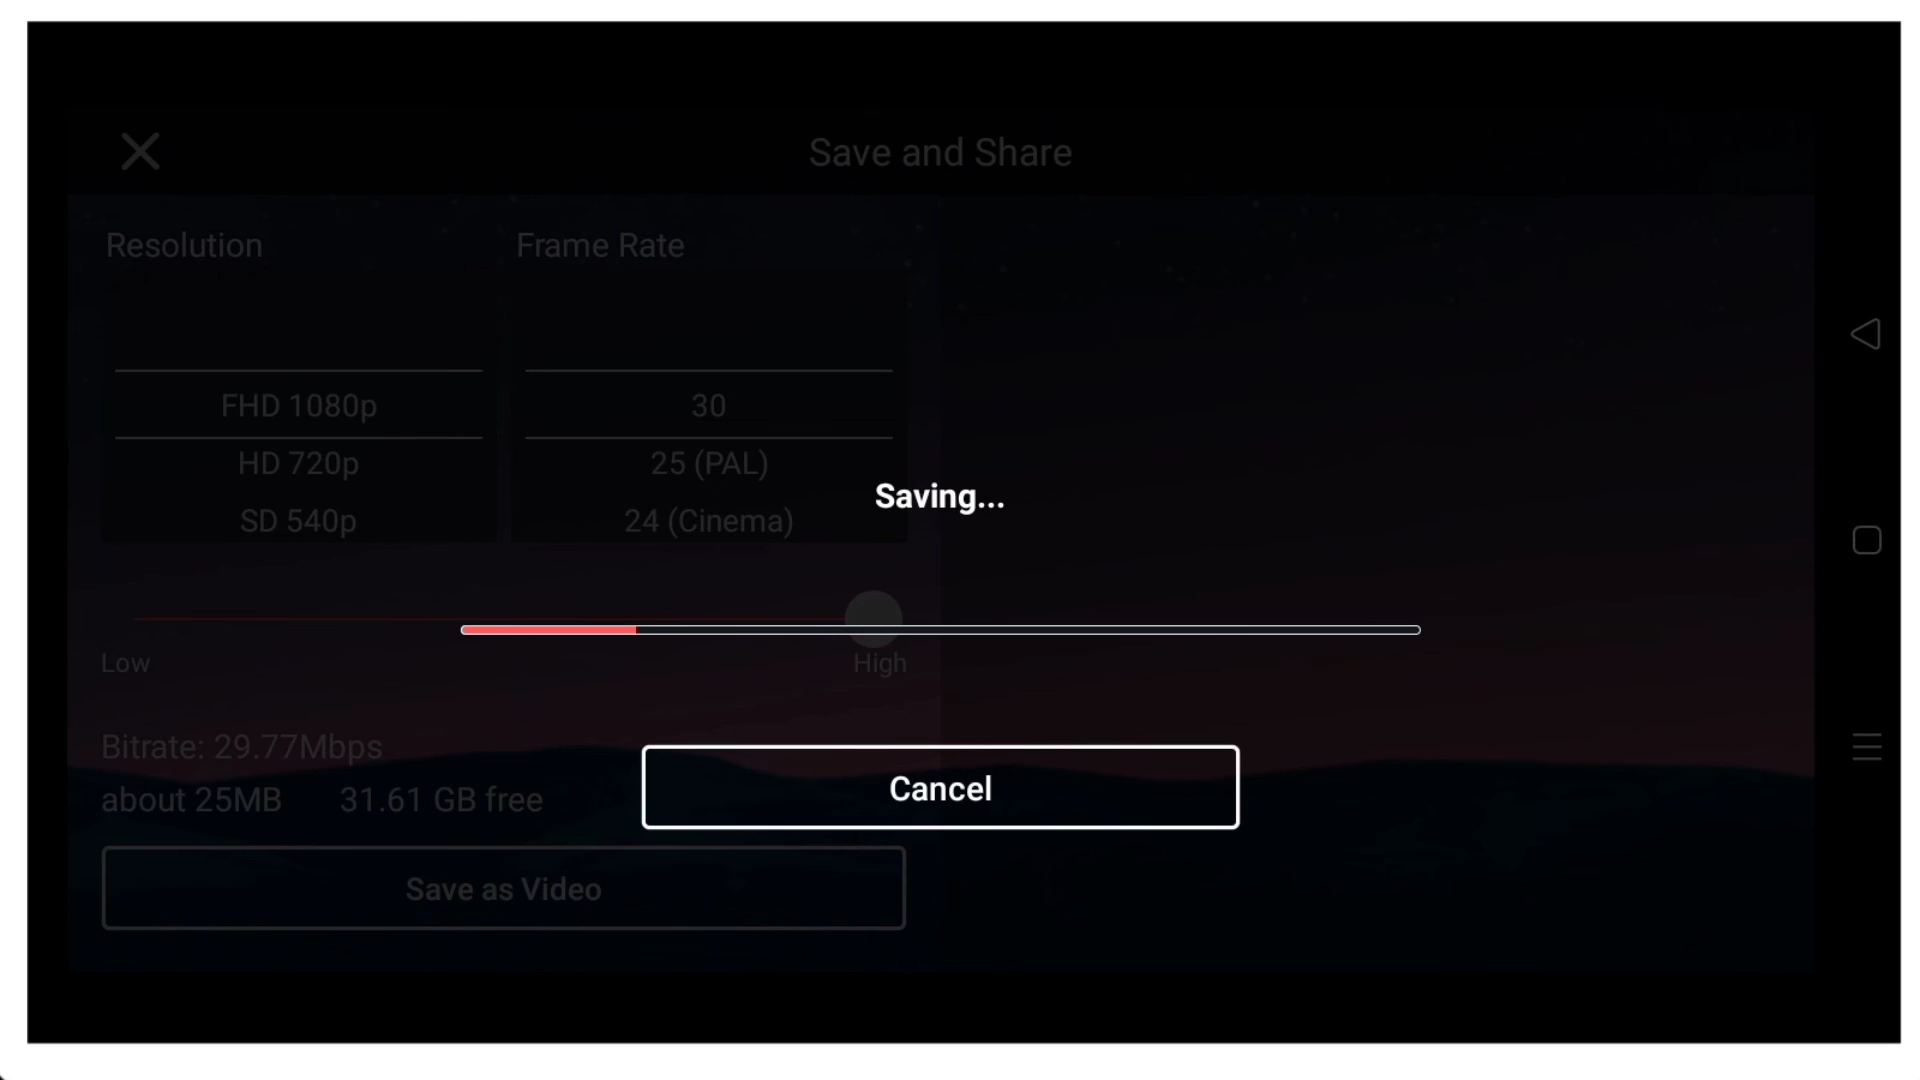 Save and Share
Resolution
Frame Rate
FHD 1080p
30
HD 720p
25 (PAL)
Saving...
SD 540p
24 (Cinema)
Low
High
Bitrate: 29.77Mbps
about 25MB 31.61 GB free
Cancel
Save as Video